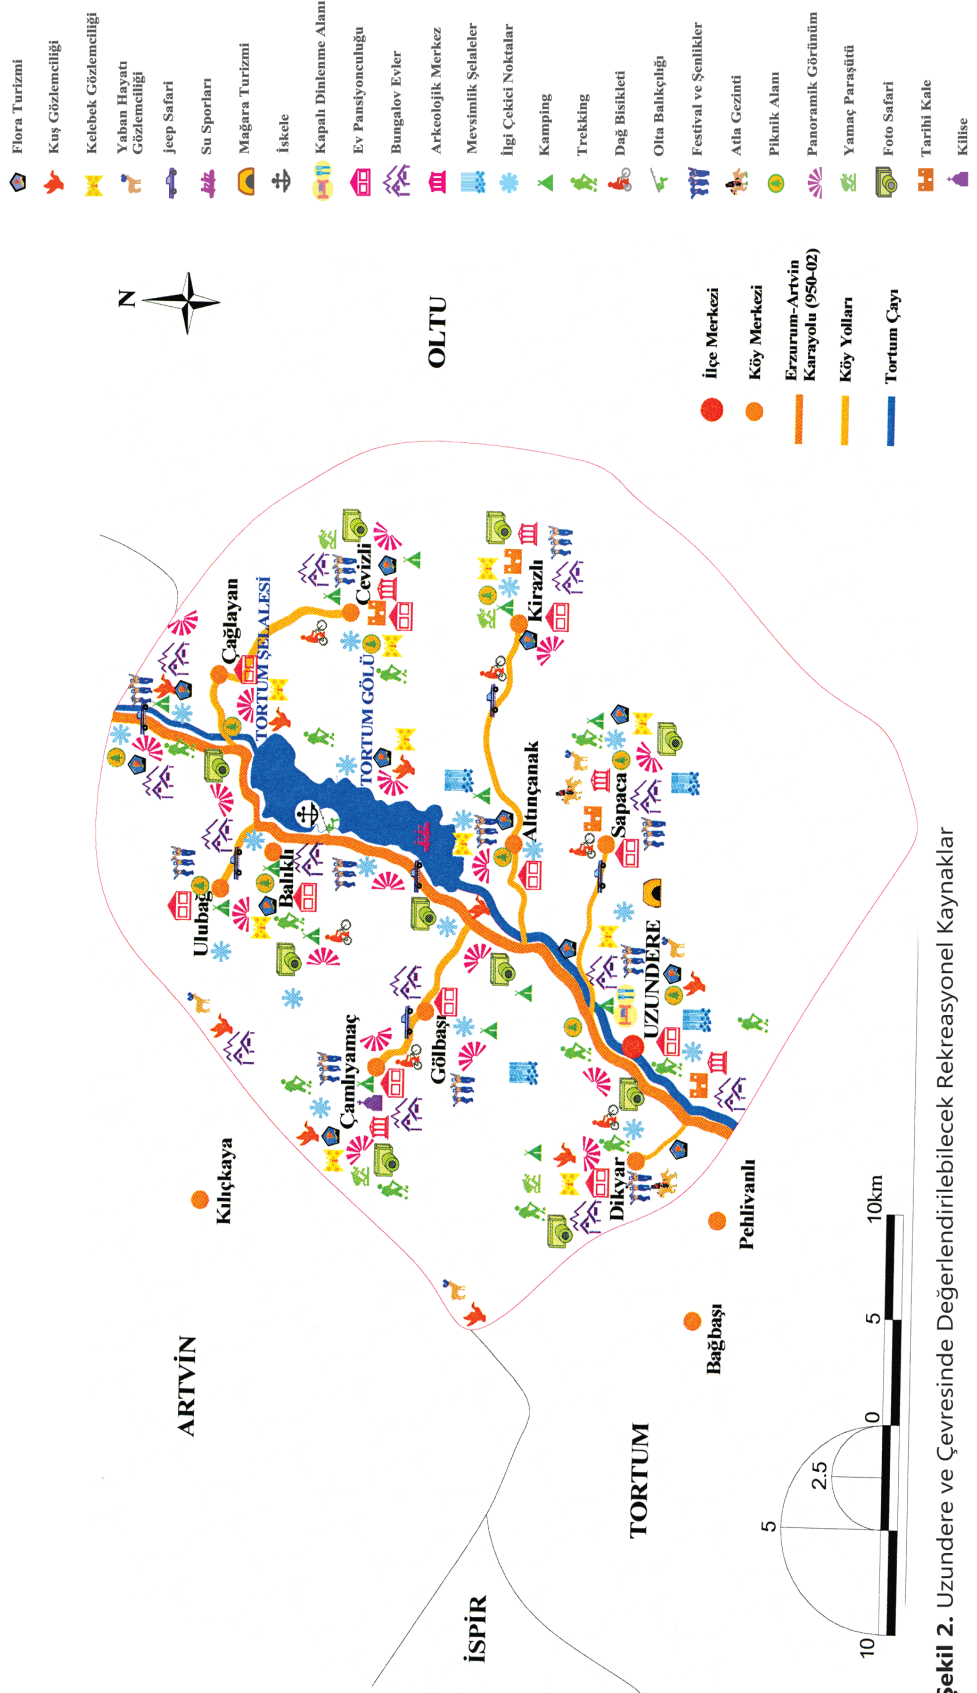 Flora Turizmi
Kuş Gözlemciliği
Kelebek Gözlemciliği
Yaban Hayatı
Gözlemciliği
jeep Safari
Su Sporları
Mağara Turizmi
İskele
Kapalı Dinlenme Alanı
Ev Pansiyonculuğu
Bungalov Evler
Arkeolojik Merkez
Mevsimlik Şelaleler
İlgi Çekici Noktalar
Kamping
Trekking
Dağ Bisikleti
Olta Balıkçılığı
Festival ve Şenlikler
Atla Gezinti
Piknik Alanı
Panoramik Görünüm
Yamaç Paraşütü
Foto Safari
Tarihi Kale
Kilise
N
OLTU
İlçe Merkezi
Köy Merkezi
Erzurum-Artvin
Karayolu (950-02)
Köy Yolları
Tortum Çayı
Çağlayan
TORTUM ŞELALESİ
Cevizli
TORTUM GÖLÜ
Kirazlı
Altınçanak
Sapaca
Ulubağ
Balıklı
UZUNDERE
Gölbaşı
Çamlıyamaç
Dikyar
Kılıçkaya
Pehlivanlı
Bağbaşı
ARTVİN
TORTUM
İSPİR
10
5
2.5
0
5
10km
Şekil 2. Uzundere ve Çevresinde Değerlendirilebilecek Rekreasyonel Kaynaklar